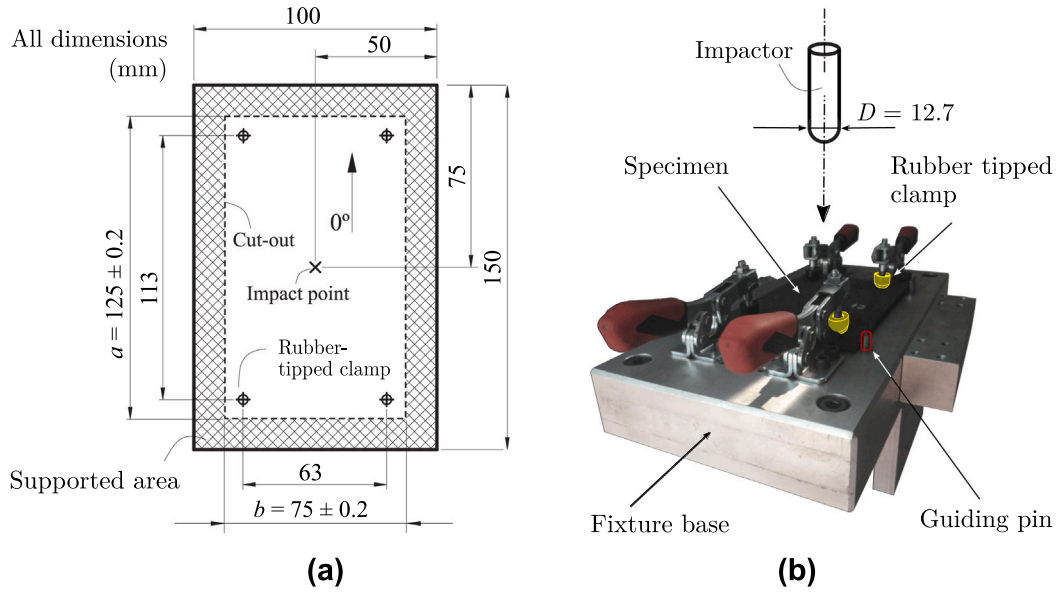 All dimensions
(mm)
100
50
75
150
a = 125 ± 0.2
113
0º
Cut-out
Impact point
Rubber-
tipped clamp
Supported area
63
b = 75 ± 0.2
(a)
Impactor
D = 12.7
Specimen
Rubber tipped
clamp
Fixture base
Guiding pin
(b)